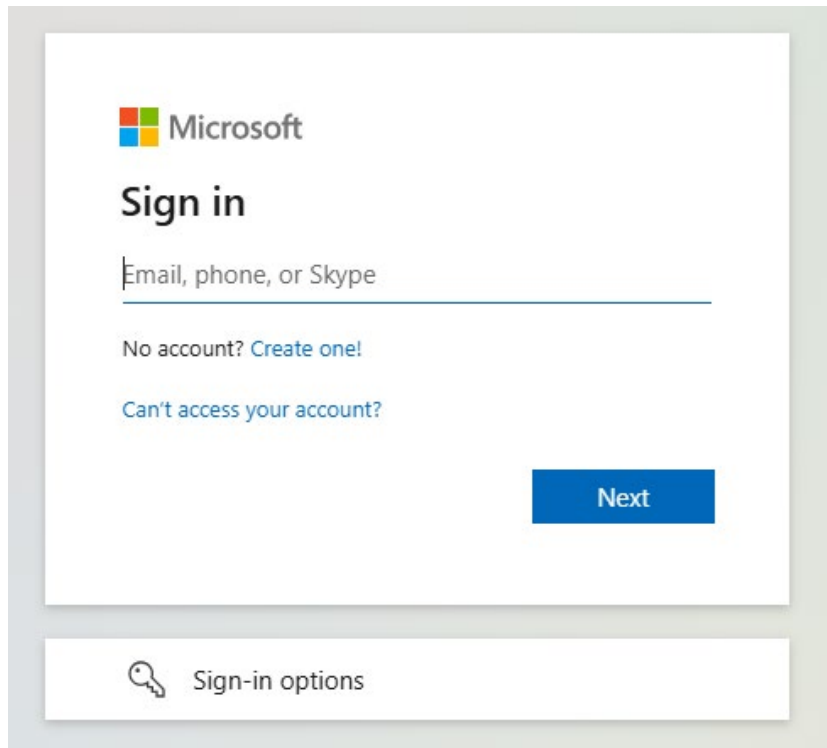 Microsoft
Sign in
Email, phone, or Skype
No account? Create one!
Can't access your account?
Next
Sign-in options